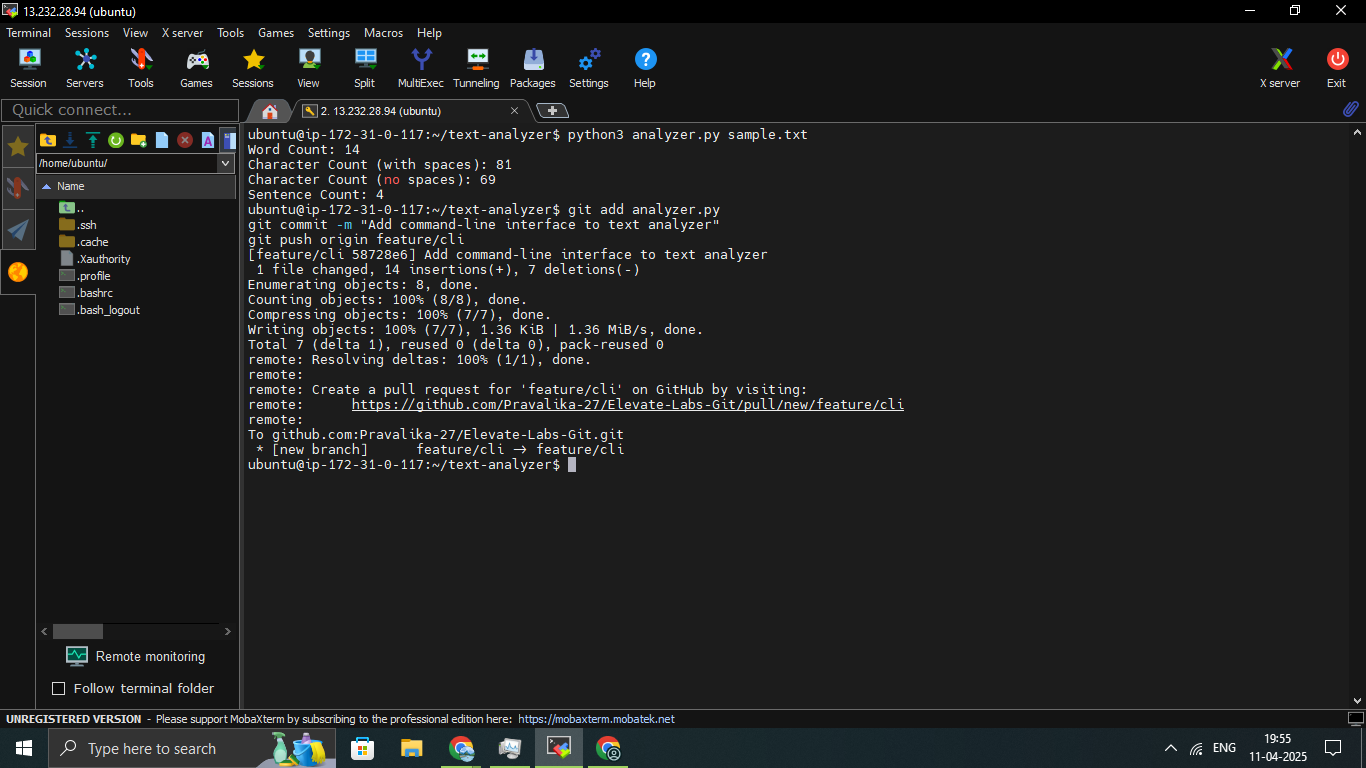 13.232.28.94 (ubuntu)
Terminal Sessions View X server Tools Games Settings Macros Help
Session Servers Tools Games Sessions View Split MultiExec Tunneling Packages Settings Help X server Exit
Quick connect...
2. 13.232.28.94 (ubuntu)
/home/ubuntu/
Name
..
.ssh
.cache
.Xauthority
.profile
.bashrc
.bash_logout
Remote monitoring
Follow terminal folder
ubuntu@ip-172-31-0-117:~/text-analyzer$ python3 analyzer.py sample.txt
Word Count: 14
Character Count (with spaces): 81
Character Count (no spaces): 69
Sentence Count: 4
ubuntu@ip-172-31-0-117:~/text-analyzer$ git add analyzer.py
git commit -m "Add command-line interface to text analyzer"
git push origin feature/cli
[feature/cli 58728e6] Add command-line interface to text analyzer
 1 file changed, 14 insertions(+), 7 deletions(-)
Enumerating objects: 8, done.
Counting objects: 100% (8/8), done.
Compressing objects: 100% (7/7), done.
Writing objects: 100% (7/7), 1.36 KiB | 1.36 MiB/s, done.
Total 7 (delta 1), reused 0 (delta 0), pack-reused 0
remote: Resolving deltas: 100% (1/1), done.
remote:
remote: Create a pull request for 'feature/cli' on GitHub by visiting:
remote:      https://github.com/Pravalika-27/Elevate-Labs-Git/pull/new/feature/cli
remote:
To github.com:Pravalika-27/Elevate-Labs-Git.git
 * [new branch]      feature/cli -> feature/cli
ubuntu@ip-172-31-0-117:~/text-analyzer$
UNREGISTERED VERSION - Please support MobaXterm by subscribing to the professional edition here: https://mobaxterm.mobatek.net
Type here to search
ENG
19:55
11-04-2025